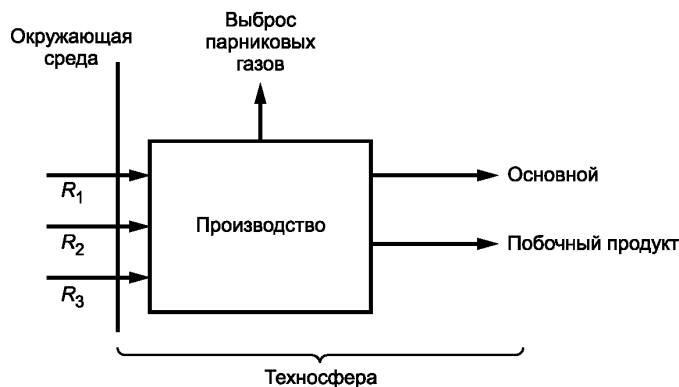 Выброс
парниковых
газов
Окружающая
среда
R1
R2
R3
Производство
Основной
Побочный продукт
Техносфера